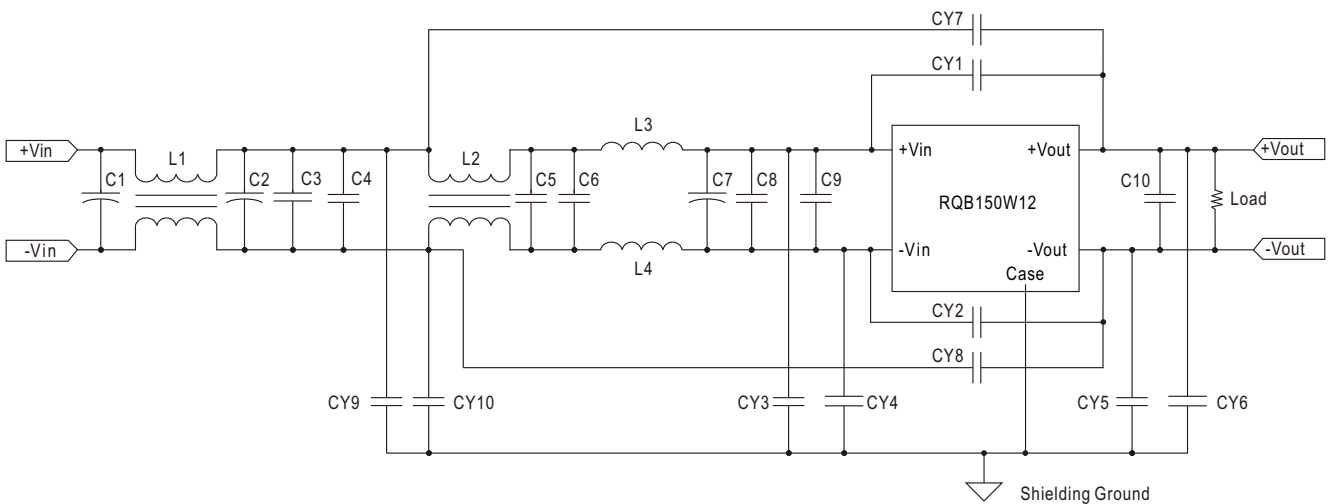 CY7
CY1
L3
+Vin
L1
L2
+Vin
+Vout
+Vout
C1
C2
C3
C4
C5
C6
C7
C8
C9
RQB150W12
C10
Load
-Vin
-Vin
-Vout
-Vout
L4
Case
CY2
CY8
CY9
CY10
CY3
CY4
CY5
CY6
Shielding Ground